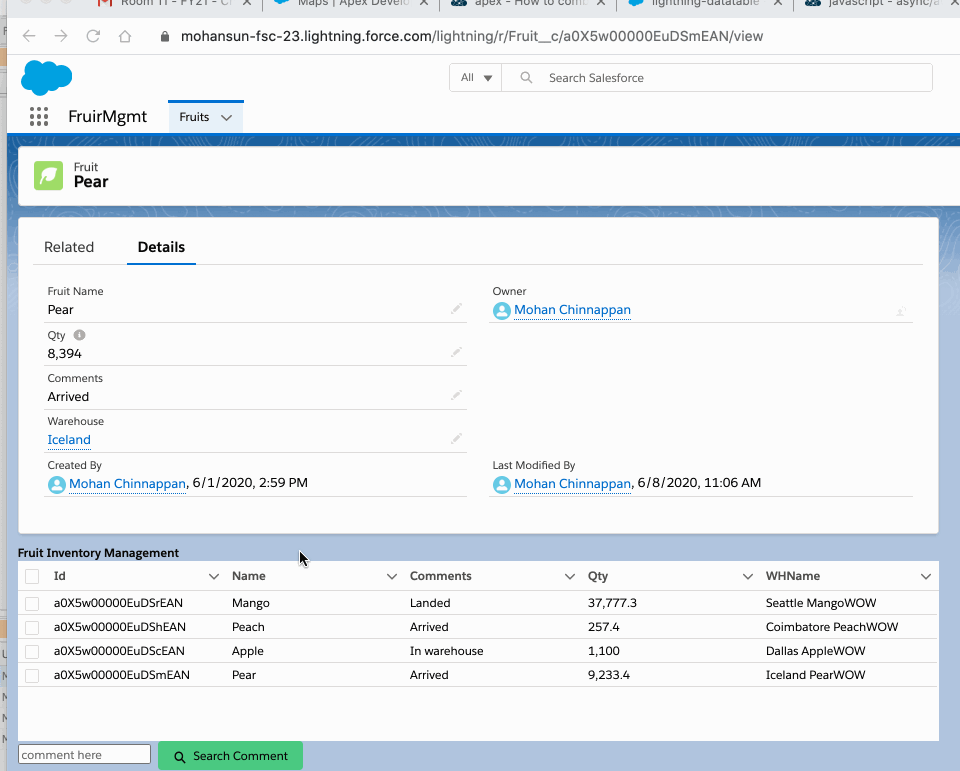 Room 11 - FY21 - C
Maps | Apex Devel
apex - How to com
lightning-datatable
javascript - async/a
mohansun-fsc-23.lightning.force.com/lightning/r/Fruit__c/a0X5w00000EuDSmEAN/view
All Search Salesforce
FruirMgmt Fruits
Fruit
Pear
Related Details
Fruit Name Owner
Pear Mohan Chinnappan
Qty
8,394
Comments
Arrived
Warehouse
Iceland
Created By Last Modified By
Mohan Chinnappan, 6/1/2020, 2:59 PM Mohan Chinnappan, 6/8/2020, 11:06 AM
Fruit Inventory Management
Id Name Comments Qty WHName
a0X5w00000EuDSrEAN Mango Landed 37,777.3 Seattle MangoWOW
a0X5w00000EuDShEAN Peach Arrived 257.4 Coimbatore PeachWOW
a0X5w00000EuDScEAN Apple In warehouse 1,100 Dallas AppleWOW
a0X5w00000EuDSmEAN Pear Arrived 9,233.4 Iceland PearWOW
comment here Search Comment